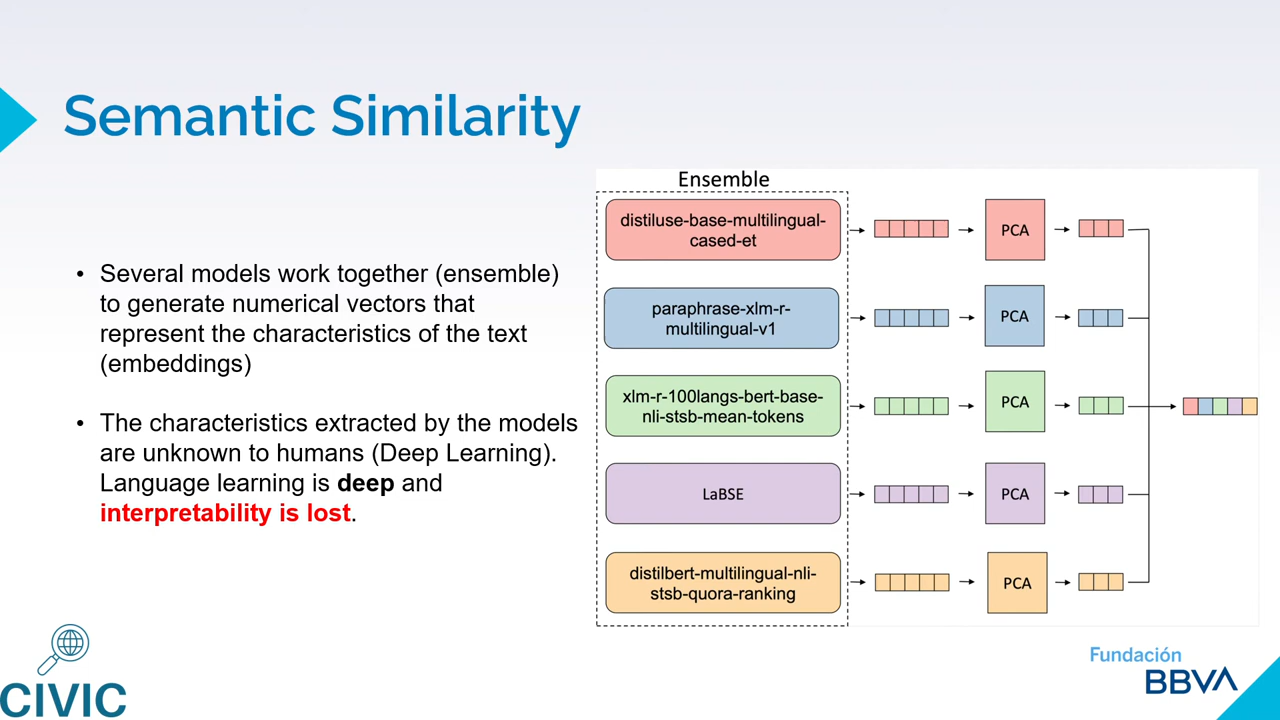 Semantic Similarity
• Several models work together (ensemble)
to generate numerical vectors that
represent the characteristics of the text
(embeddings)
• The characteristics extracted by the models
are unknown to humans (Deep Learning).
Language learning is deep and
interpretability is lost.
Ensemble
distiluse-base-multilingual-
cased-et
PCA
paraphrase-xlm-r-
multilingual-v1
PCA
xlm-r-100langs-bert-base-
nli-stsb-mean-tokens
PCA
LaBSE
PCA
distilbert-multilingual-nli-
stsb-quora-ranking
PCA
CIVIC
Fundación
BBVA